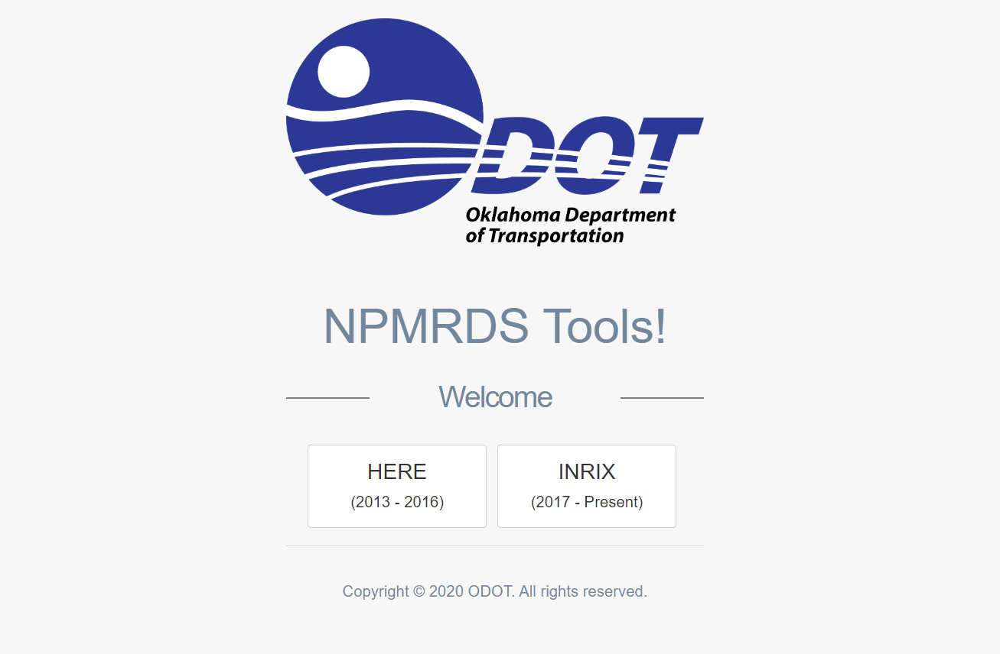 ODOT
Oklahoma Department
of Transportation
NPMRDS Tools!
Welcome
HERE
(2013 - 2016)
INRIX
(2017 - Present)
Copyright © 2020 ODOT. All rights reserved.